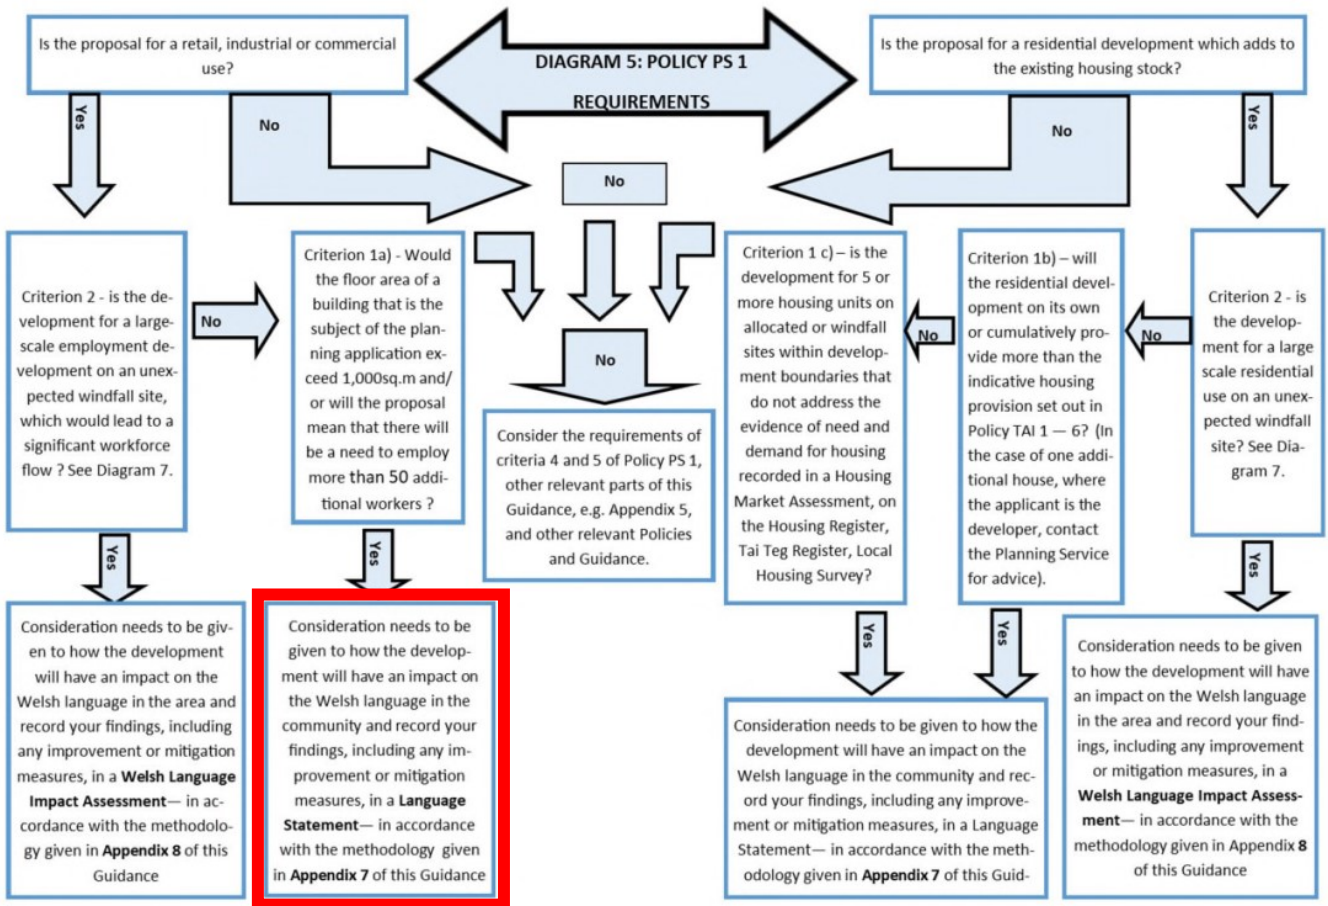 Is the proposal for a retail, industrial or commercial
use?
DIAGRAM 5: POLICY PS 1
REQUIREMENTS
Is the proposal for a residential development which adds to
the existing housing stock?
Yes
No
No
No
Yes
Criterion 2 - is the de-
velopment for a large-
scale employment de-
velopment on an unex-
pected windfall site,
which would lead to a
significant workforce
flow ? See Diagram 7.
No
Criterion 1a) - Would
the floor area of a
building that is the
subject of the plan-
ning application ex-
ceed 1,000sq.m and/
or will the proposal
mean that there will
be a need to employ
more than 50 addi-
tional workers ?
No
Consider the requirements of
criteria 4 and 5 of Policy PS 1,
other relevant parts of this
Guidance, e.g. Appendix 5,
and other relevant Policies
and Guidance.
Criterion 1 c) – is the
development for 5 or
more housing units on
allocated or windfall
sites within develop-
ment boundaries that
do not address the
evidence of need and
demand for housing
recorded in a Housing
Market Assessment, on
the Housing Register,
Tai Teg Register, Local
Housing Survey?
No
Criterion 1b) – will
the residential devel-
opment on its own
or cumulatively pro-
vide more than the
indicative housing
provision set out in
Policy TAI 1 — 6? (In
the case of one addi-
tional house, where
the applicant is the
developer, contact
the Planning Service
for advice).
No
Criterion 2 - is
the develop-
ment for a large
scale residential
use on an unex-
pected windfall
site? See Dia-
gram 7.
Yes
Yes
Yes
Yes
Yes
Consideration needs to be giv-
en to how the development
will have an impact on the
Welsh language in the area and
record your findings, including
any improvement or mitigation
measures, in a Welsh Language
Impact Assessment— in ac-
cordance with the methodolo-
gy given in Appendix 8 of this
Guidance
Consideration needs to be
given to how the develop-
ment will have an impact on
the Welsh language in the
community and record your
findings, including any im-
provement or mitigation
measures, in a Language
Statement— in accordance
with the methodology given
in Appendix 7 of this Guidance
Consideration needs to be given to how the
development will have an impact on the
Welsh language in the community and rec-
ord your findings, including any improve-
ment or mitigation measures, in a Language
Statement— in accordance with the meth-
odology given in Appendix 7 of this Guid-
Consideration needs to be given
to how the development will have
an impact on the Welsh language
in the area and record your find-
ings, including any improvement
or mitigation measures, in a
Welsh Language Impact Assess-
ment— in accordance with the
methodology given in Appendix 8
of this Guidance